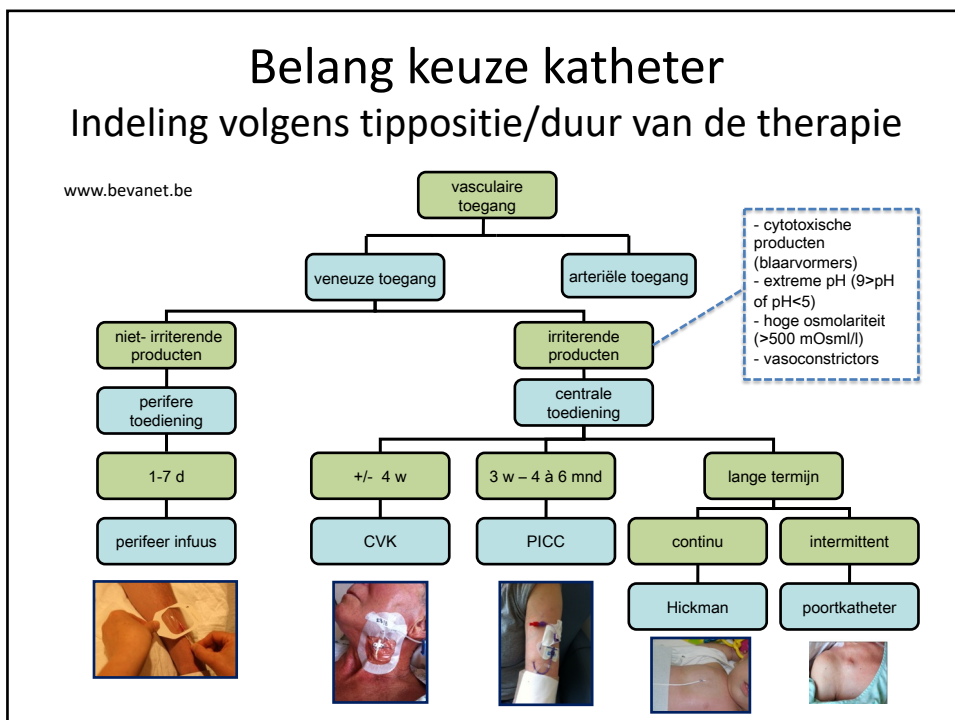 Belang keuze katheter
Indeling volgens tippositie/duur van de therapie
www.bevanet.be
vasculaire
toegang
- cytotoxische
producten
(blaarvormers)
- extreme pH (9>pH
of pH<5)
- hoge osmolariteit
(>500 mOsml/l)
- vasoconstrictors
veneuze toegang
arteriële toegang
niet- irriterende
producten
irriterende
producten
perifere
toediening
centrale
toediening
1-7 d
+/- 4 w
3 w – 4 à 6 mnd
lange termijn
perifeer infuus
CVK
PICC
continu
intermittent
Hickman
poortkatheter